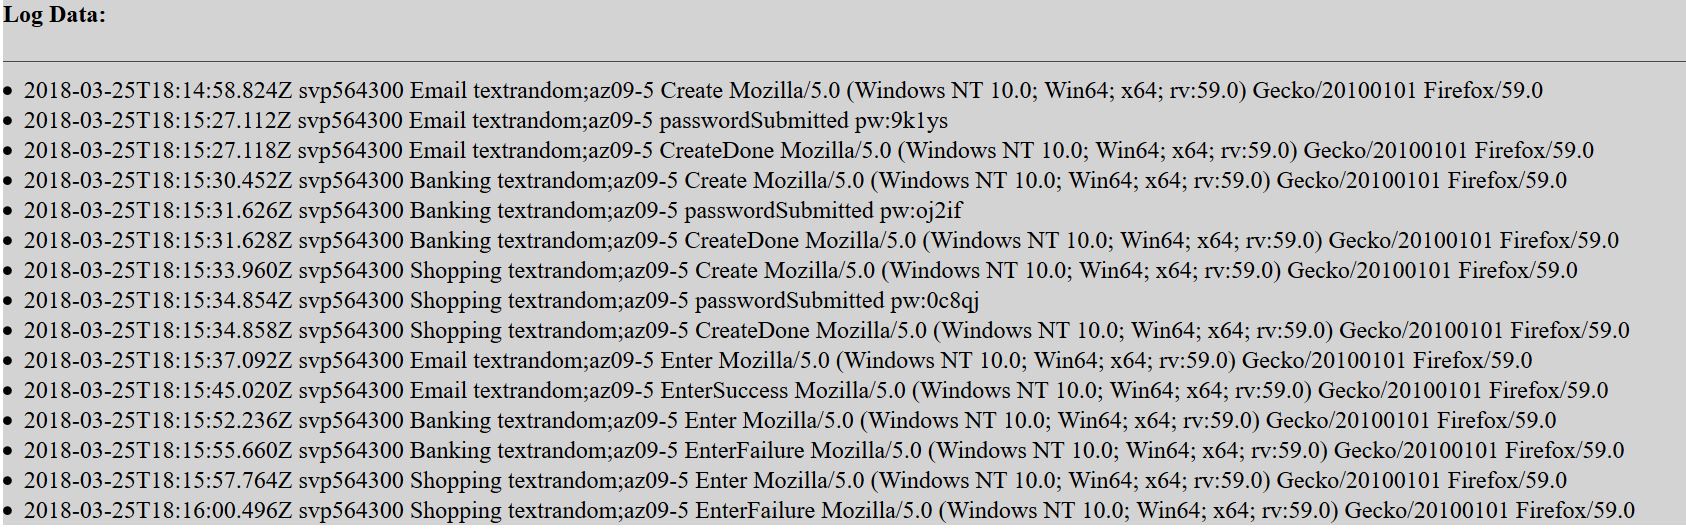 Log Data:
2018-03-25T18:14:58.824Z svp564300 Email textrandom;az09-5 Create Mozilla/5.0 (Windows NT 10.0; Win64; x64; rv:59.0) Gecko/20100101 Firefox/59.0
2018-03-25T18:15:27.112Z svp564300 Email textrandom;az09-5 passwordSubmitted pw:9k1ys
2018-03-25T18:15:27.118Z svp564300 Email textrandom;az09-5 CreateDone Mozilla/5.0 (Windows NT 10.0; Win64; x64; rv:59.0) Gecko/20100101 Firefox/59.0
2018-03-25T18:15:30.452Z svp564300 Banking textrandom;az09-5 Create Mozilla/5.0 (Windows NT 10.0; Win64; x64; rv:59.0) Gecko/20100101 Firefox/59.0
2018-03-25T18:15:31.626Z svp564300 Banking textrandom;az09-5 passwordSubmitted pw:oj2if
2018-03-25T18:15:31.628Z svp564300 Banking textrandom;az09-5 CreateDone Mozilla/5.0 (Windows NT 10.0; Win64; x64; rv:59.0) Gecko/20100101 Firefox/59.0
2018-03-25T18:15:33.960Z svp564300 Shopping textrandom;az09-5 Create Mozilla/5.0 (Windows NT 10.0; Win64; x64; rv:59.0) Gecko/20100101 Firefox/59.0
2018-03-25T18:15:34.854Z svp564300 Shopping textrandom;az09-5 passwordSubmitted pw:0c8qj
2018-03-25T18:15:34.858Z svp564300 Shopping textrandom;az09-5 CreateDone Mozilla/5.0 (Windows NT 10.0; Win64; x64; rv:59.0) Gecko/20100101 Firefox/59.0
2018-03-25T18:15:37.092Z svp564300 Email textrandom;az09-5 Enter Mozilla/5.0 (Windows NT 10.0; Win64; x64; rv:59.0) Gecko/20100101 Firefox/59.0
2018-03-25T18:15:45.020Z svp564300 Email textrandom;az09-5 EnterSuccess Mozilla/5.0 (Windows NT 10.0; Win64; x64; rv:59.0) Gecko/20100101 Firefox/59.0
2018-03-25T18:15:52.236Z svp564300 Banking textrandom;az09-5 Enter Mozilla/5.0 (Windows NT 10.0; Win64; x64; rv:59.0) Gecko/20100101 Firefox/59.0
2018-03-25T18:15:55.660Z svp564300 Banking textrandom;az09-5 EnterFailure Mozilla/5.0 (Windows NT 10.0; Win64; x64; rv:59.0) Gecko/20100101 Firefox/59.0
2018-03-25T18:15:57.764Z svp564300 Shopping textrandom;az09-5 Enter Mozilla/5.0 (Windows NT 10.0; Win64; x64; rv:59.0) Gecko/20100101 Firefox/59.0
2018-03-25T18:16:00.496Z svp564300 Shopping textrandom;az09-5 EnterFailure Mozilla/5.0 (Windows NT 10.0; Win64; x64; rv:59.0) Gecko/20100101 Firefox/59.0